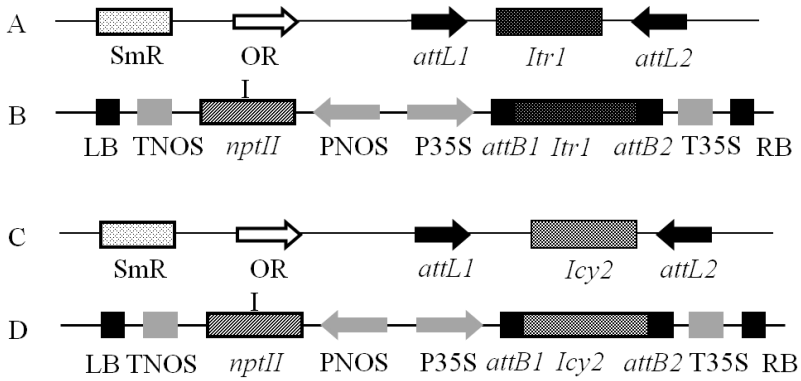 A
SmR OR attL1 Itr1 attL2
I
B
LB TNOS nptII PNOS P35S attB1 Itr1 attB2 T35S RB
C
SmR OR attL1 Icy2 attL2
I
D
LB TNOS nptII PNOS P35S attB1 Icy2 attB2 T35S RB